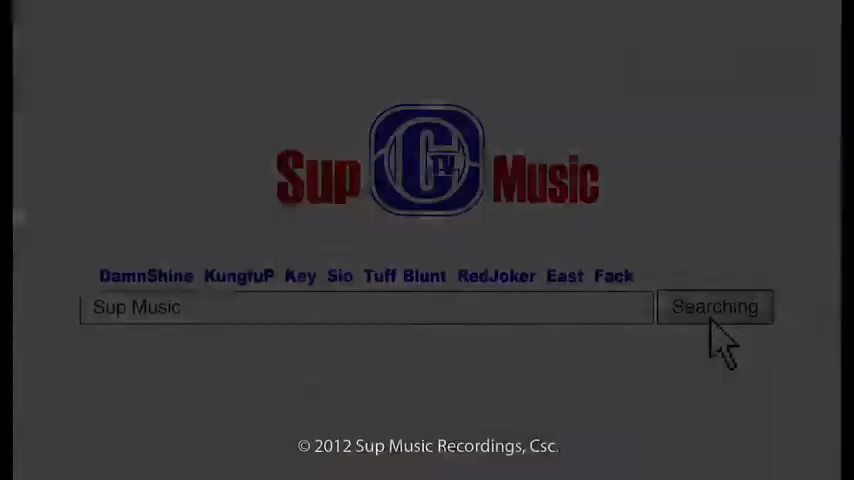 Sup CTV Music
DamnShine KungfuP Key Sio Tuff Blunt RedJoker East Fack
Sup Music Searching
© 2012 Sup Music Recordings, Csc.